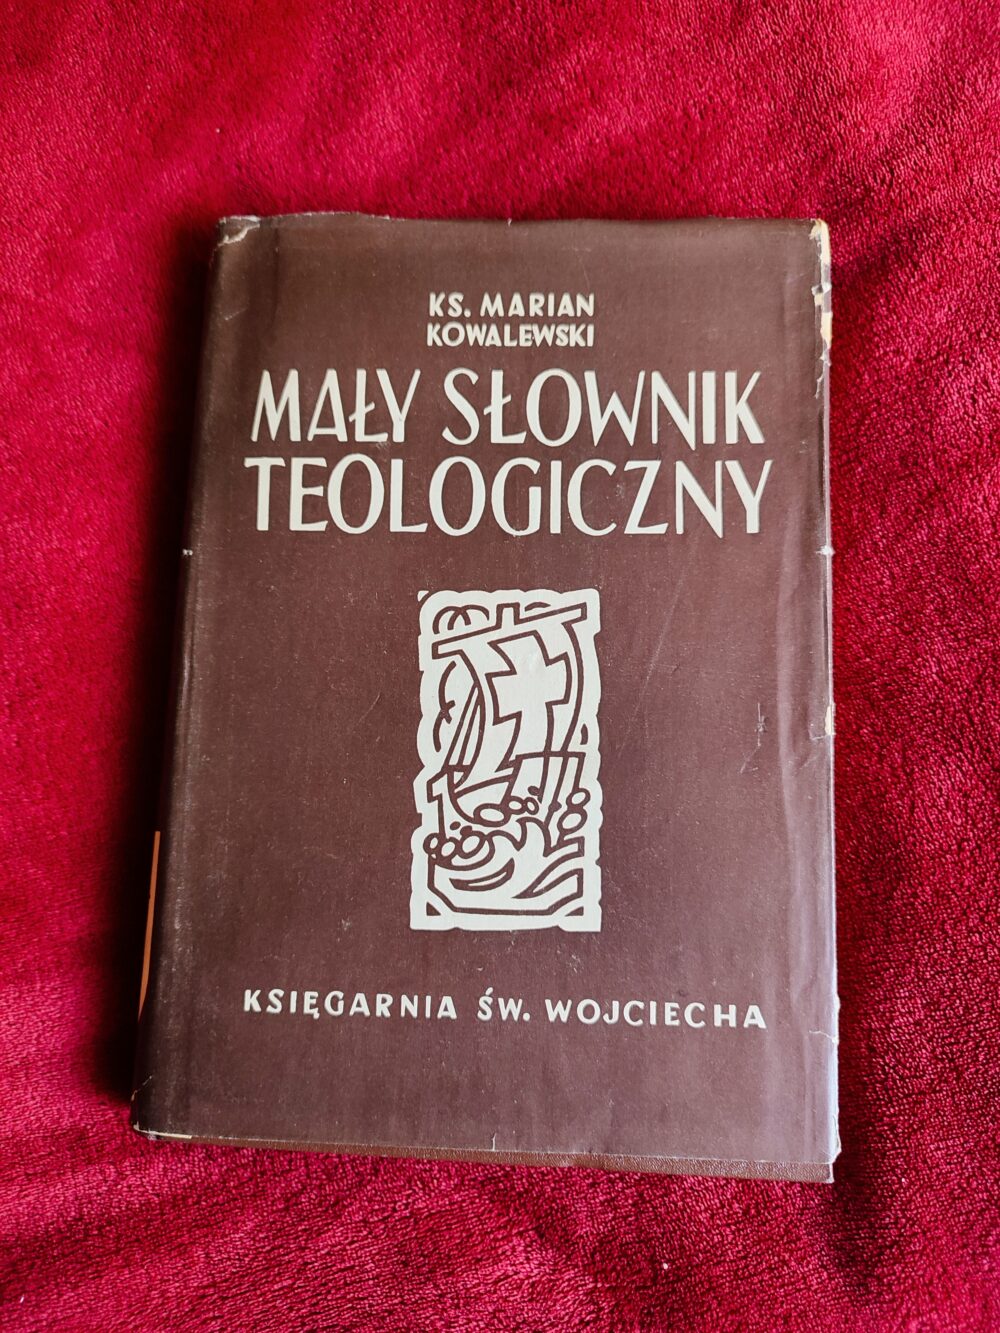 KS. MARIAN
KOWALEWSKI
MAŁY SŁOWNIK
TEOLOGICZNY
KSIĘGARNIA ŚW. WOJCIECHA